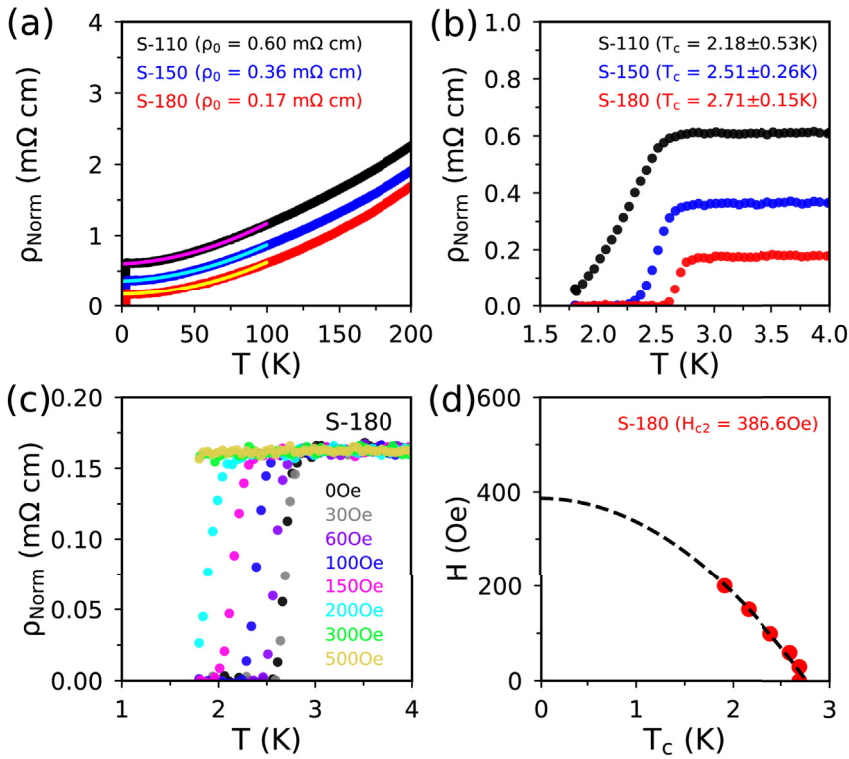 (a)
4
3
2
1
0
ρNorm (mΩ cm)
S-110 (ρ0 = 0.60 mΩ cm)
S-150 (ρ0 = 0.36 mΩ cm)
S-180 (ρ0 = 0.17 mΩ cm)
0 50 100 150 200
T (K)
(b)
1.0
0.8
0.6
0.4
0.2
0.0
ρNorm (mΩ cm)
S-110 (Tc = 2.18±0.53K)
S-150 (Tc = 2.51±0.26K)
S-180 (Tc = 2.71±0.15K)
1.5 2.0 2.5 3.0 3.5 4.0
T (K)
(c)
0.20
0.15
0.10
0.05
0.00
ρNorm (mΩ cm)
S-180
0Oe
30Oe
60Oe
100Oe
150Oe
200Oe
300Oe
500Oe
1 2 3 4
T (K)
(d)
600
400
200
0
H (Oe)
S-180 (Hc2 = 386.6Oe)
0 1 2 3
Tc (K)